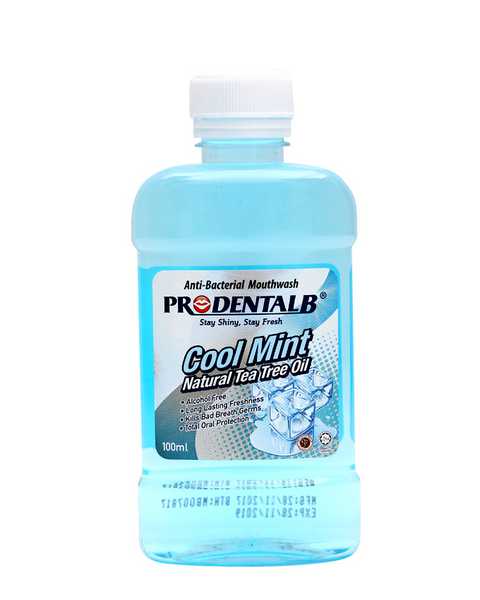 Anti-Bacterial Mouthwash
PRODENTALB®
Stay Shiny, Stay Fresh
Cool Mint
Natural Tea Tree Oil
• Alcohol Free
• Long Lasting Freshness
• Kills Bad Breath Germs
• Total Oral Protection
100ml
MFG:28/11/2017 BTH:MB007817
EXP:28/11/2019